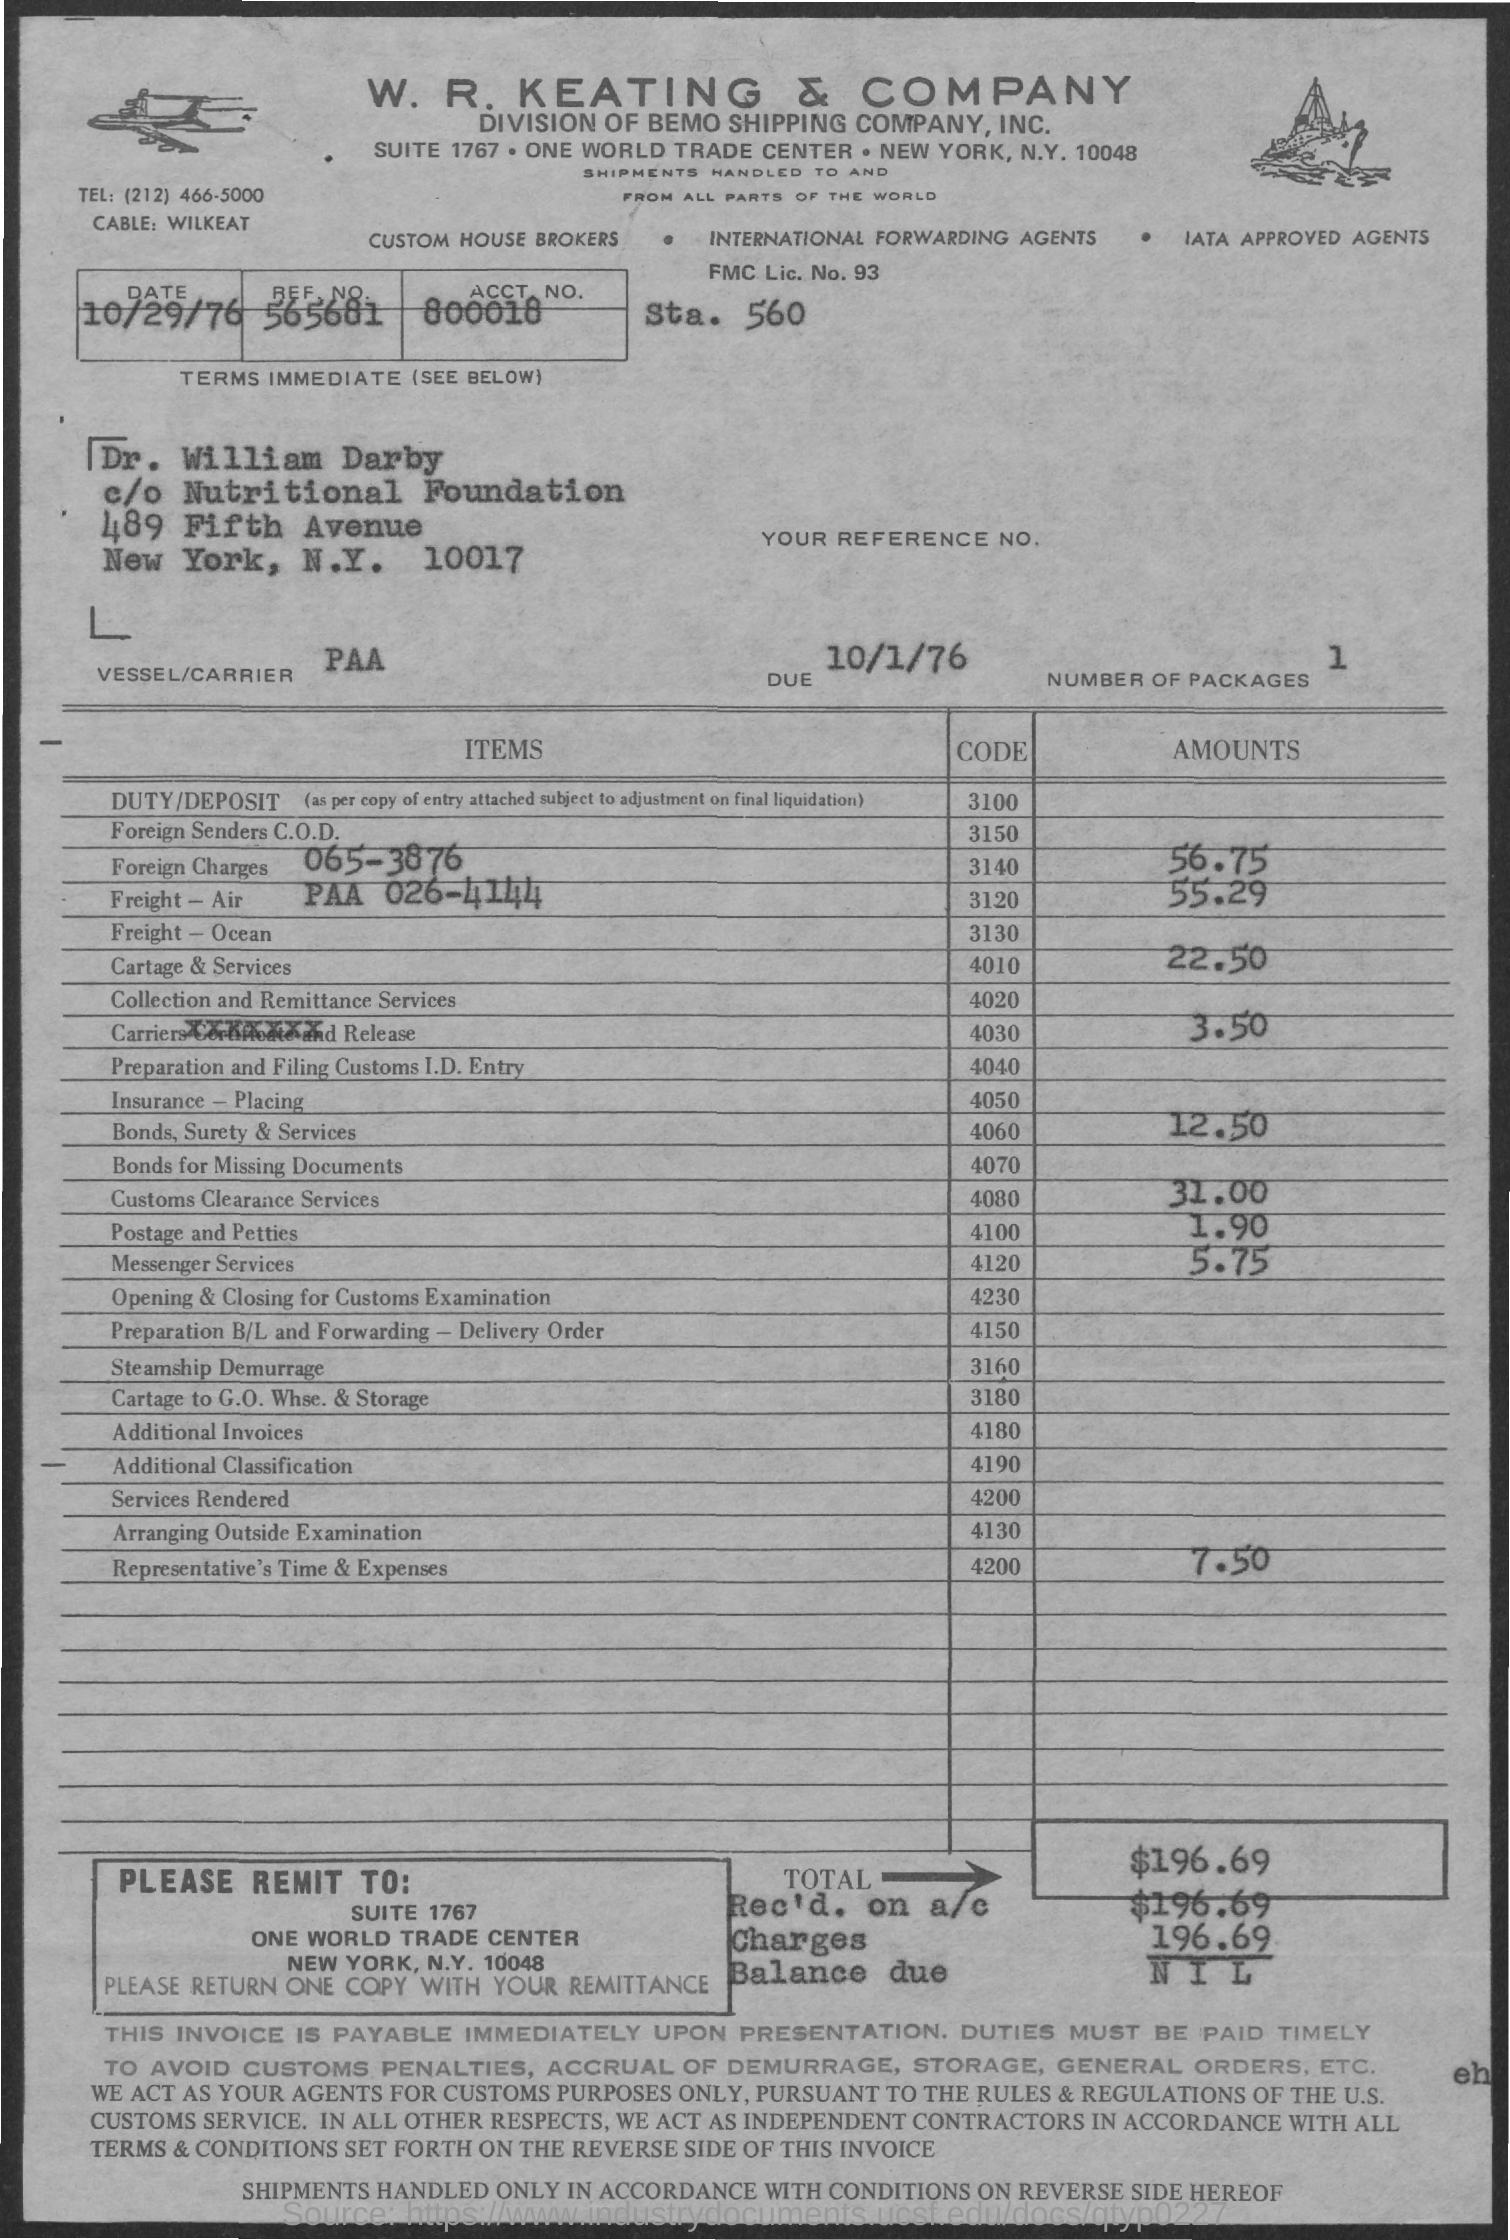 W. R. KEATING & COMPANY
DIVISION OF BEMO SHIPPING COMPANY, INC.
SUITE 1767 • ONE WORLD TRADE CENTER • NEW YORK, N.Y. 10048
SHIPMENTS HANDLED TO AND
FROM ALL PARTS OF THE WORLD
TEL: (212) 466-5000
CABLE: WILKEAT
CUSTOM HOUSE BROKERS • INTERNATIONAL FORWARDING AGENTS • IATA APPROVED AGENTS
FMC Lic. No. 93
DATE REF. NO. ACCT. NO.
10/29/76 565681 800018 Sta. 560
TERMS IMMEDIATE (SEE BELOW)
Dr. William Darby
c/o Nutritional Foundation
489 Fifth Avenue
New York, N.Y. 10017
YOUR REFERENCE NO.
VESSEL/CARRIER PAA DUE 10/1/76 NUMBER OF PACKAGES 1
ITEMS CODE AMOUNTS
DUTY/DEPOSIT (as per copy of entry attached subject to adjustment on final liquidation) 3100
Foreign Senders C.O.D. 3150
Foreign Charges 065-3876 3140 56.75
Freight — Air PAA 026-4144 3120 55.29
Freight — Ocean 3130
Cartage & Services 4010 22.50
Collection and Remittance Services 4020
Carriers Certificate and Release 4030 3.50
Preparation and Filing Customs I.D. Entry 4040
Insurance — Placing 4050
Bonds, Surety & Services 4060 12.50
Bonds for Missing Documents 4070
Customs Clearance Services 4080 31.00
Postage and Petties 4100 1.90
Messenger Services 4120 5.75
Opening & Closing for Customs Examination 4230
Preparation B/L and Forwarding — Delivery Order 4150
Steamship Demurrage 3160
Cartage to G.O. Whse. & Storage 3180
Additional Invoices 4180
Additional Classification 4190
Services Rendered 4200
Arranging Outside Examination 4130
Representative's Time & Expenses 4200 7.50
TOTAL $196.69
Rec'd. on a/c $196.69
Charges 196.69
Balance due N I L
PLEASE REMIT TO:
SUITE 1767
ONE WORLD TRADE CENTER
NEW YORK, N.Y. 10048
PLEASE RETURN ONE COPY WITH YOUR REMITTANCE
THIS INVOICE IS PAYABLE IMMEDIATELY UPON PRESENTATION. DUTIES MUST BE PAID TIMELY
TO AVOID CUSTOMS PENALTIES, ACCRUAL OF DEMURRAGE, STORAGE, GENERAL ORDERS, ETC.
eh
WE ACT AS YOUR AGENTS FOR CUSTOMS PURPOSES ONLY, PURSUANT TO THE RULES & REGULATIONS OF THE U.S.
CUSTOMS SERVICE. IN ALL OTHER RESPECTS, WE ACT AS INDEPENDENT CONTRACTORS IN ACCORDANCE WITH ALL
TERMS & CONDITIONS SET FORTH ON THE REVERSE SIDE OF THIS INVOICE
SHIPMENTS HANDLED ONLY IN ACCORDANCE WITH CONDITIONS ON REVERSE SIDE HEREOF
Source: https://www.industrydocuments.ucsf.edu/docs/qtyp0227